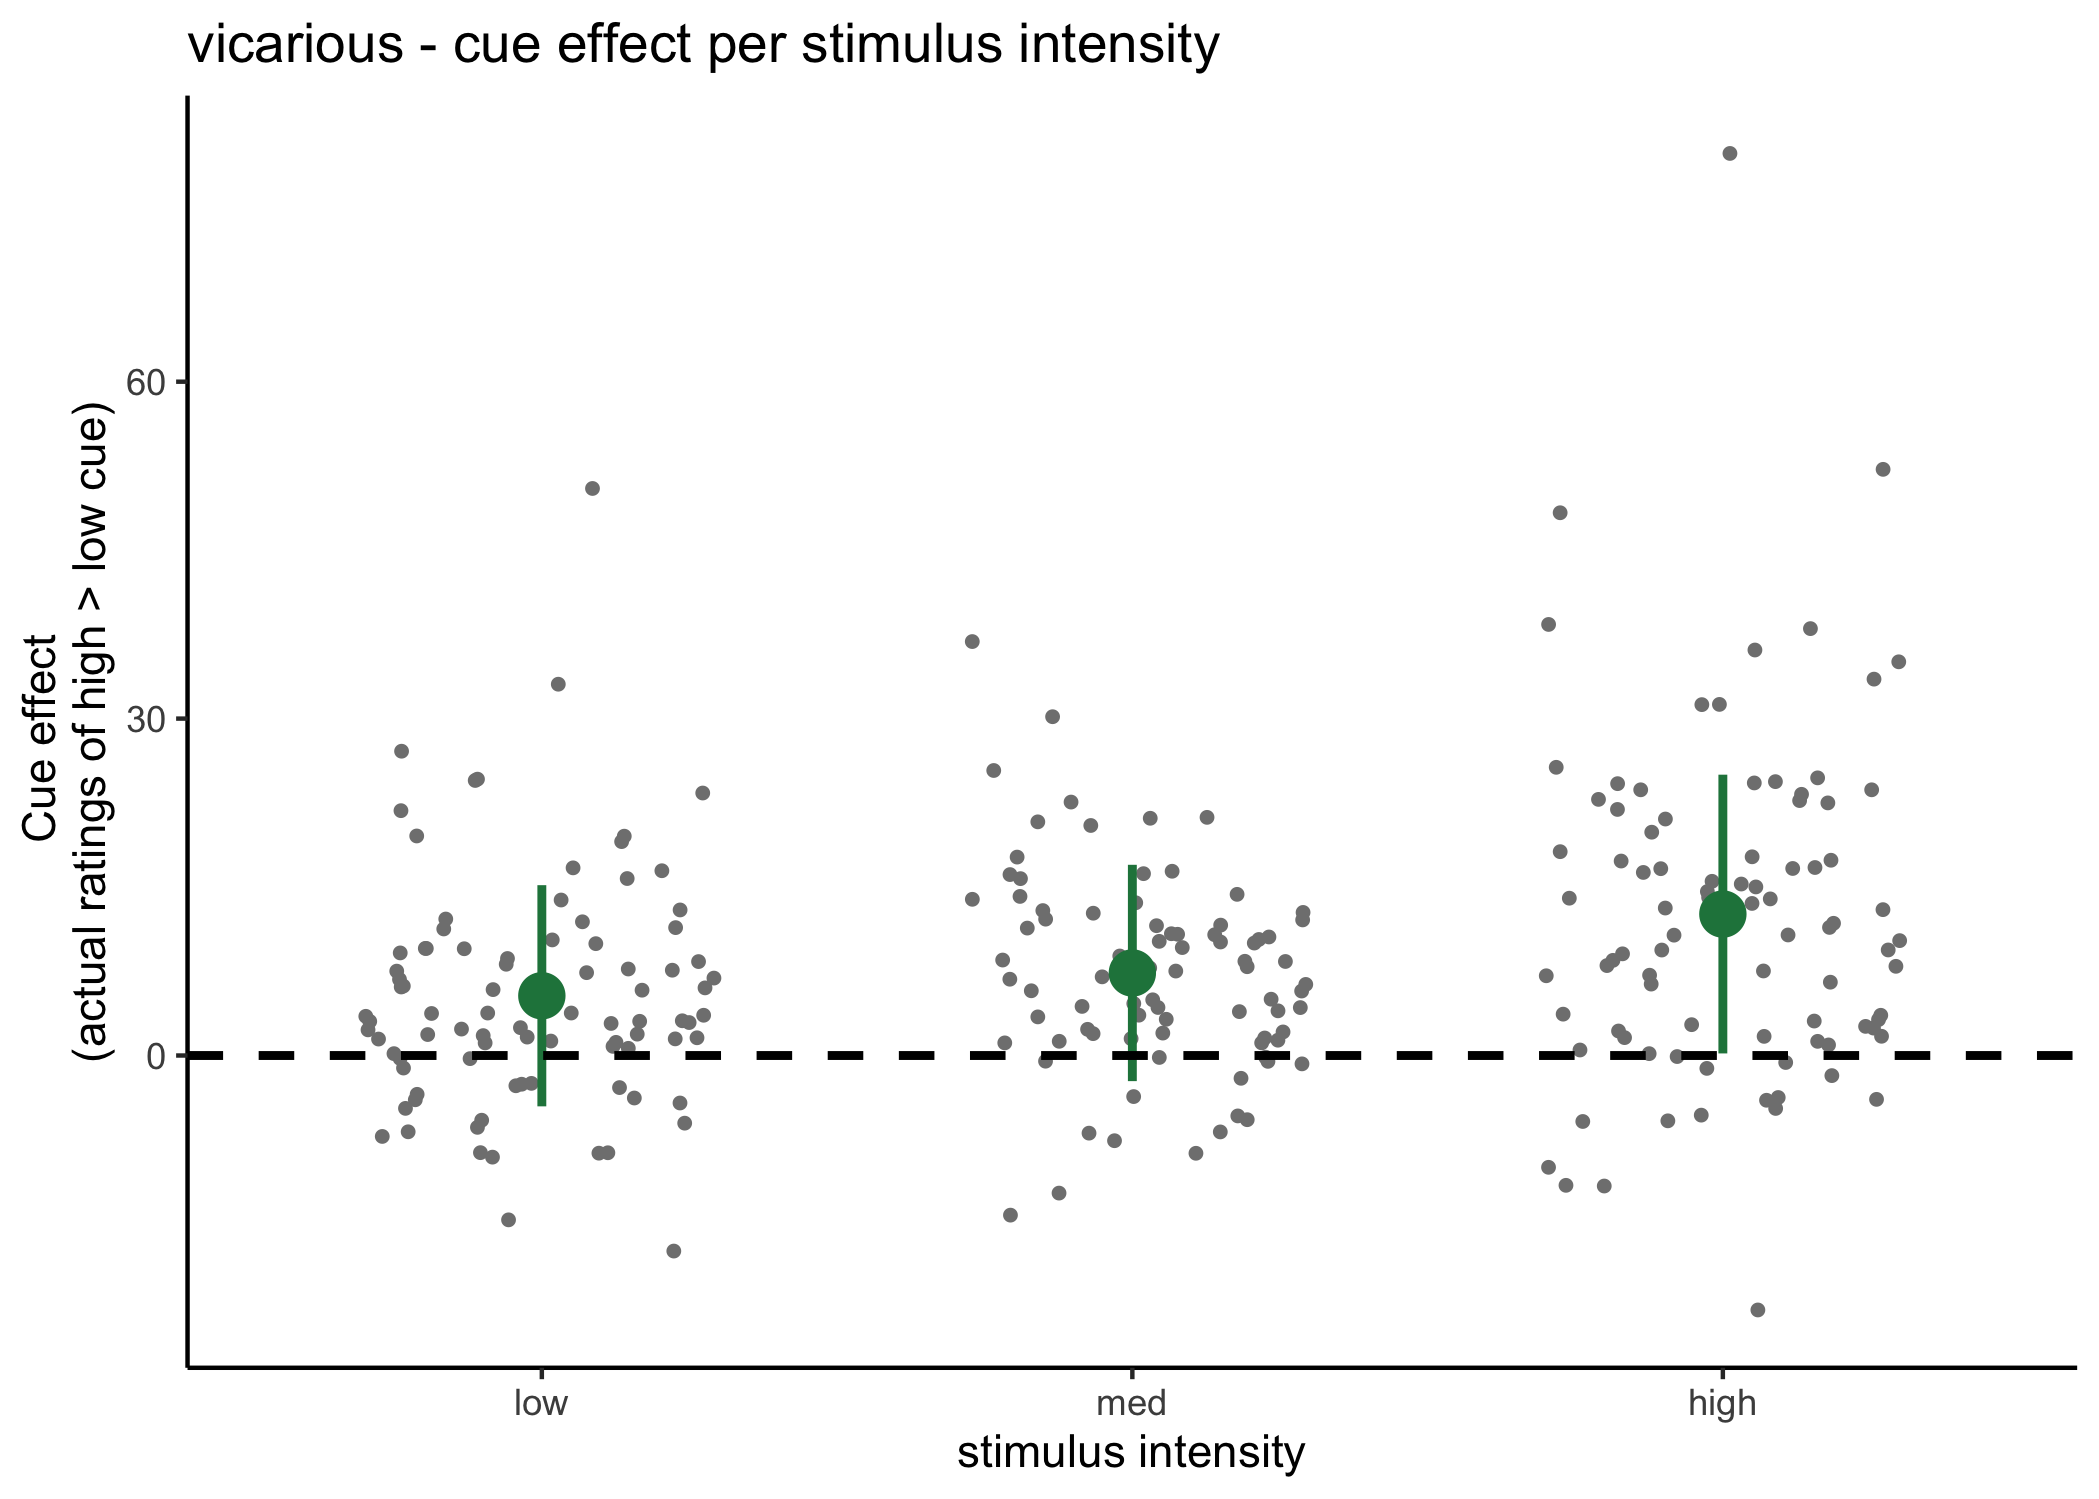 vicarious - cue effect per stimulus intensity
Cue effect
(actual ratings of high > low cue)
60
30
0
low
med
high
stimulus intensity